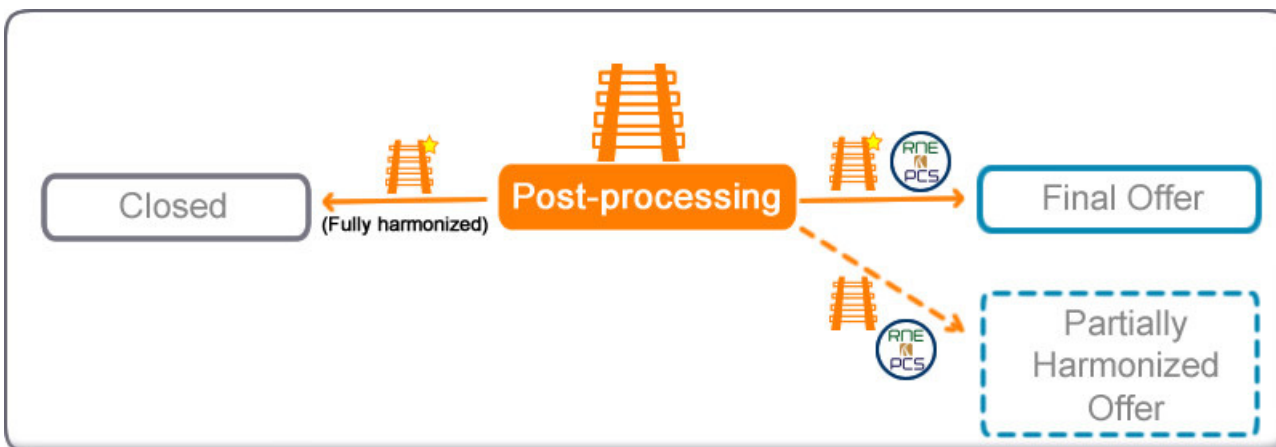 RNE
PCS
Closed
(Fully harmonized)
Post-processing
Final Offer
RNE
PCS
Partially
Harmonized
Offer